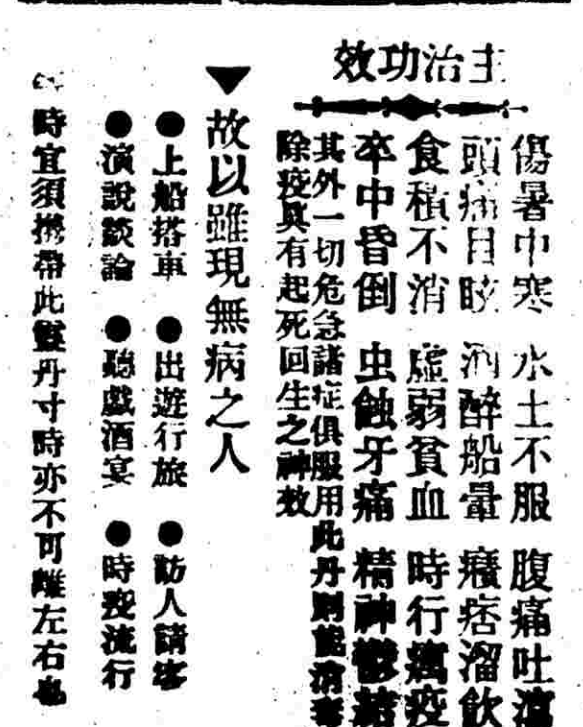 主治功效
傷暑中寒 水土不服 腹痛吐瀉
頭痛目眩 酒醉船暈 癪痞溜飲
食積不消 虛弱貧血 時行癘疫
卒中昏倒 虫蝕牙痛 精神鬱結
其外一切危急諸症俱服用此丹則能消毒
除疫真有起死回生之神效
▼故以雖現無病之人
●上船搭車 ●出遊行旅 ●訪人請客
●演說談論 ●聽戲酒宴 ●時疫流行
時宜須携帶此靈丹寸時亦不可離左右也